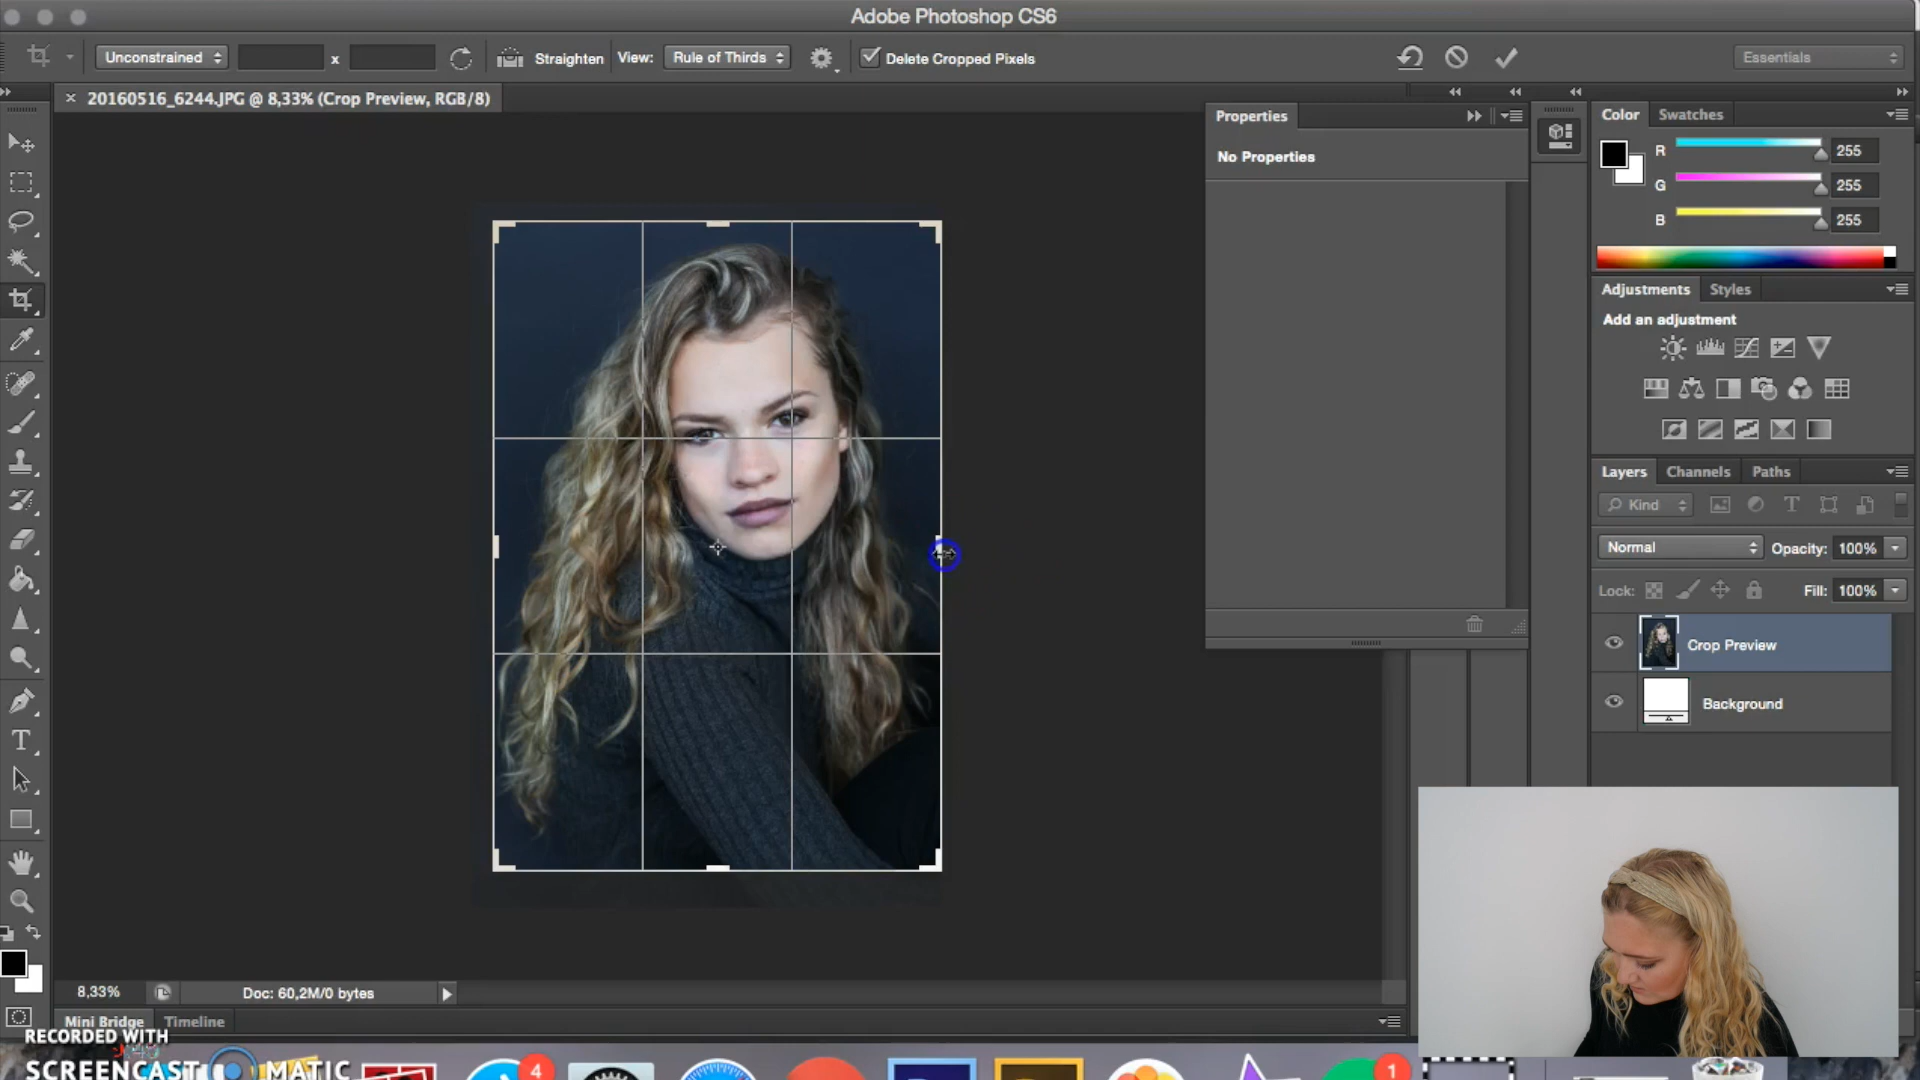 Adobe Photoshop CS6
Unconstrained x Straighten View: Rule of Thirds Delete Cropped Pixels Essentials
× 20160516_6244.JPG @ 8,33% (Crop Preview, RGB/8)
Properties
No Properties
Color Swatches
R 255
G 255
B 255
Adjustments Styles
Add an adjustment
Layers Channels Paths
Kind T
Normal Opacity: 100%
Lock: Fill: 100%
Crop Preview
Background
T
8,33% Doc: 60,2M/0 bytes
Mini Bridge Timeline
RECORDED WITH
SCREENCAST MATIC
4
1